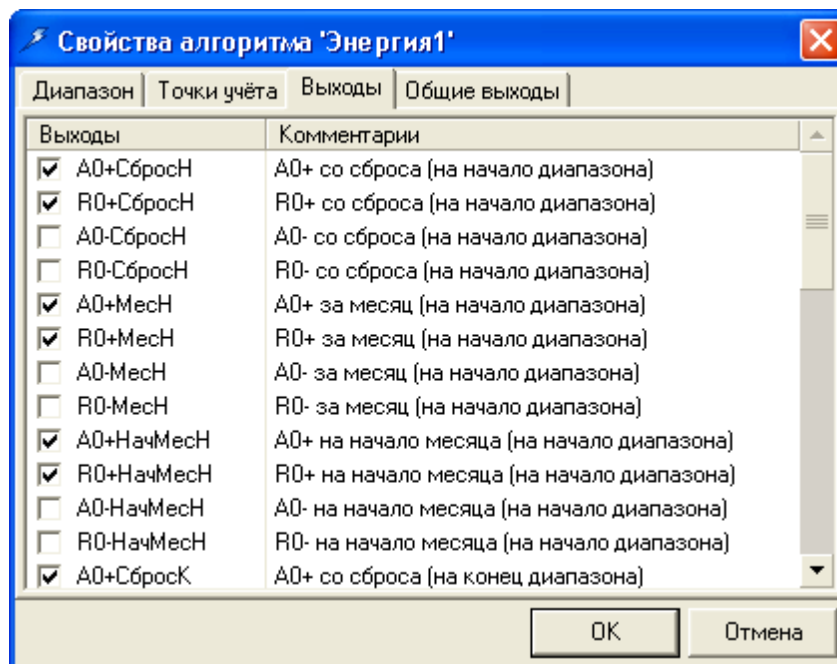 Свойства алгоритма 'Энергия1'
Диапазон Точки учёта Выходы Общие выходы
Выходы Комментарии
A0+СбросН A0+ со сброса (на начало диапазона)
R0+СбросН R0+ со сброса (на начало диапазона)
A0-СбросН A0- со сброса (на начало диапазона)
R0-СбросН R0- со сброса (на начало диапазона)
A0+МесН A0+ за месяц (на начало диапазона)
R0+МесН R0+ за месяц (на начало диапазона)
A0-МесН A0- за месяц (на начало диапазона)
R0-МесН R0- за месяц (на начало диапазона)
A0+НачМесН A0+ на начало месяца (на начало диапазона)
R0+НачМесН R0+ на начало месяца (на начало диапазона)
A0-НачМесН A0- на начало месяца (на начало диапазона)
R0-НачМесН R0- на начало месяца (на начало диапазона)
A0+СбросК A0+ со сброса (на конец диапазона)
OK Отмена